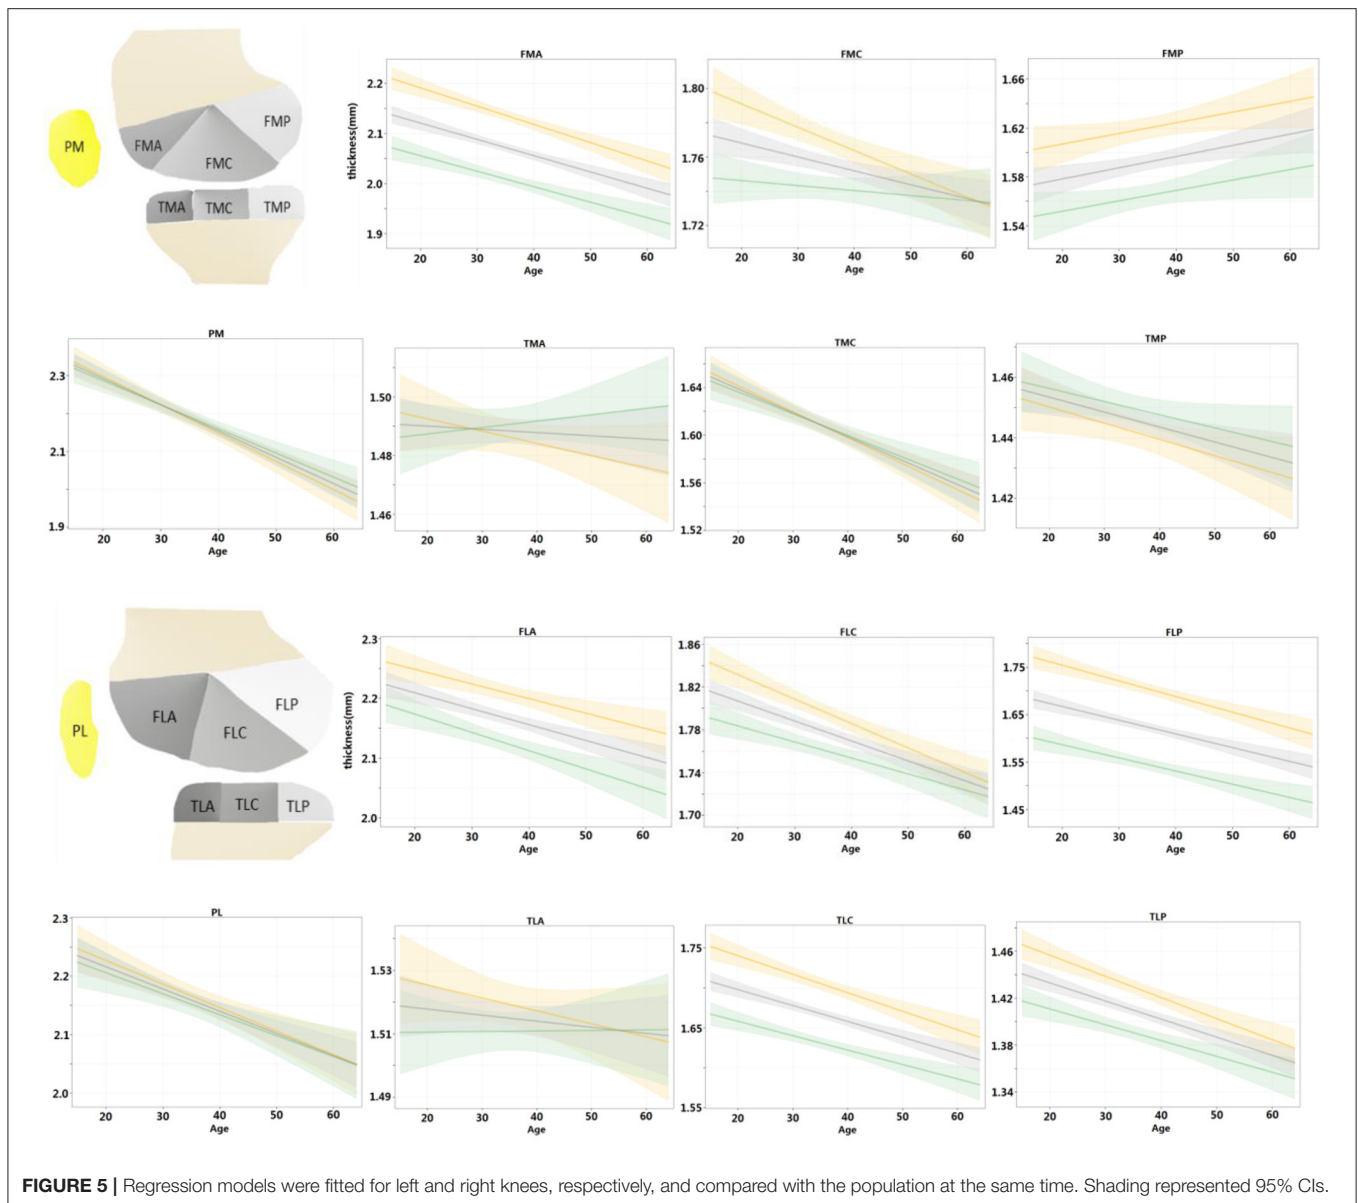 FMA
FMC
FMP
PM
FMA
FMC
FMP
TMA
TMC
TMP
thickness(mm)
2.2
2.1
2.0
1.9
20 30 40 50 60
Age
1.80
1.76
1.72
20 30 40 50 60
Age
1.66
1.62
1.58
1.54
20 30 40 50 60
Age
PM
2.3
2.1
1.9
20 30 40 50 60
Age
TMA
1.50
1.48
1.46
20 30 40 50 60
Age
TMC
1.64
1.60
1.56
1.52
20 30 40 50 60
Age
TMP
1.46
1.44
1.42
20 30 40 50 60
Age
PL
FLA
FLC
FLP
TLA
TLC
TLP
FLA
thickness(mm)
2.3
2.2
2.1
2.0
20 30 40 50 60
Age
FLC
1.86
1.82
1.78
1.74
1.70
20 30 40 50 60
Age
FLP
1.75
1.65
1.55
1.45
20 30 40 50 60
Age
PL
2.3
2.2
2.1
2.0
20 30 40 50 60
Age
TLA
1.53
1.51
1.49
20 30 40 50 60
Age
TLC
1.75
1.65
1.55
20 30 40 50 60
Age
TLP
1.46
1.42
1.38
1.34
20 30 40 50 60
Age
FIGURE 5 | Regression models were fitted for left and right knees, respectively, and compared with the population at the same time. Shading represented 95% CIs.